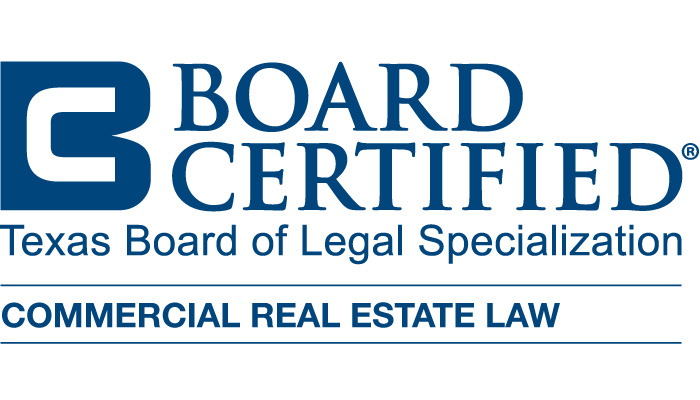 BOARD
CERTIFIED®
Texas Board of Legal Specialization
COMMERCIAL REAL ESTATE LAW